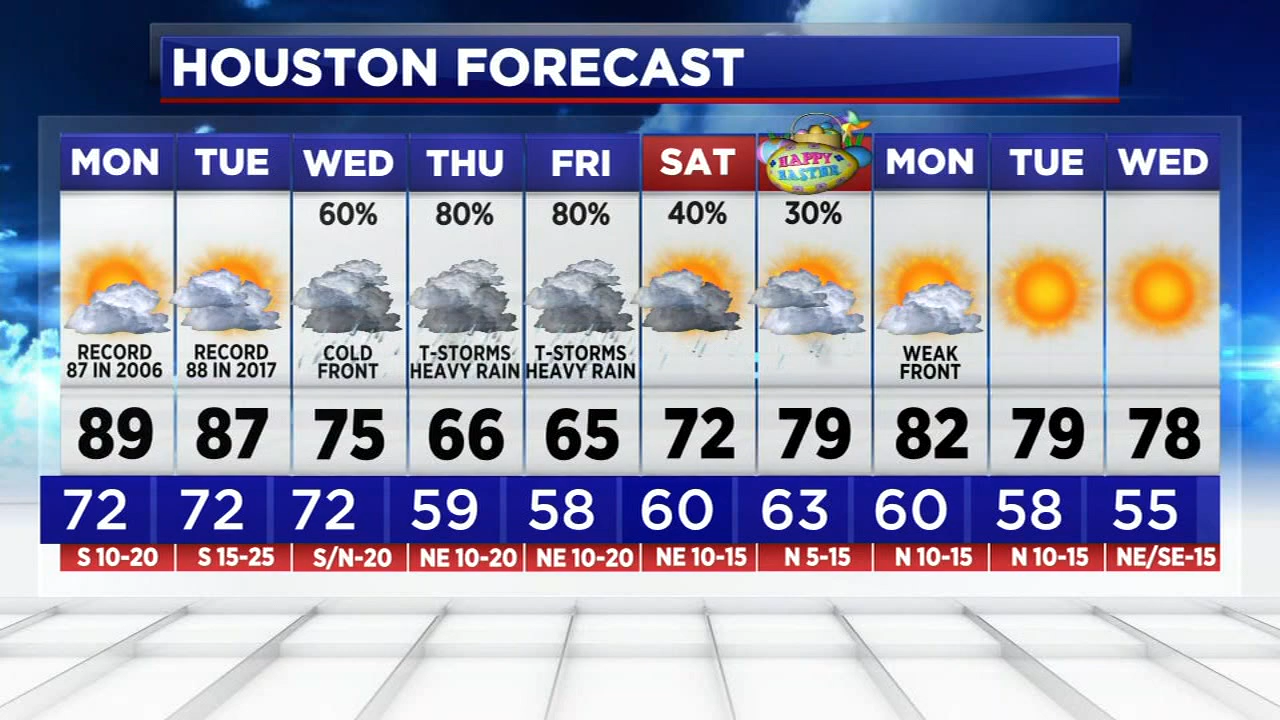 HOUSTON FORECAST
MON TUE WED THU FRI SAT HAPPY EASTER MON TUE WED
60% 80% 80% 40% 30%
RECORD RECORD COLD T-STORMS T-STORMS WEAK
87 IN 2006 88 IN 2017 FRONT HEAVY RAIN HEAVY RAIN FRONT
89 87 75 66 65 72 79 82 79 78
72 72 72 59 58 60 63 60 58 55
S 10-20 S 15-25 S/N-20 NE 10-20 NE 10-20 NE 10-15 N 5-15 N 10-15 N 10-15 NE/SE-15